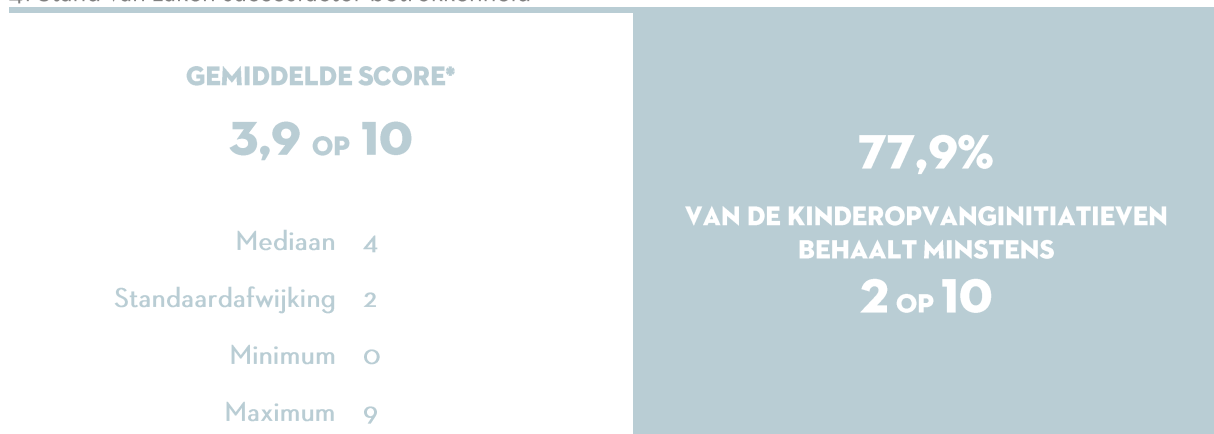 GEMIDDELDE SCORE*
3,9 OP 10
Mediaan 4
Standaardafwijking 2
Minimum 0
Maximum 9
77,9%
VAN DE KINDEROPVANGINITIATIEVEN
BEHAALT MINSTENS
2 OP 10